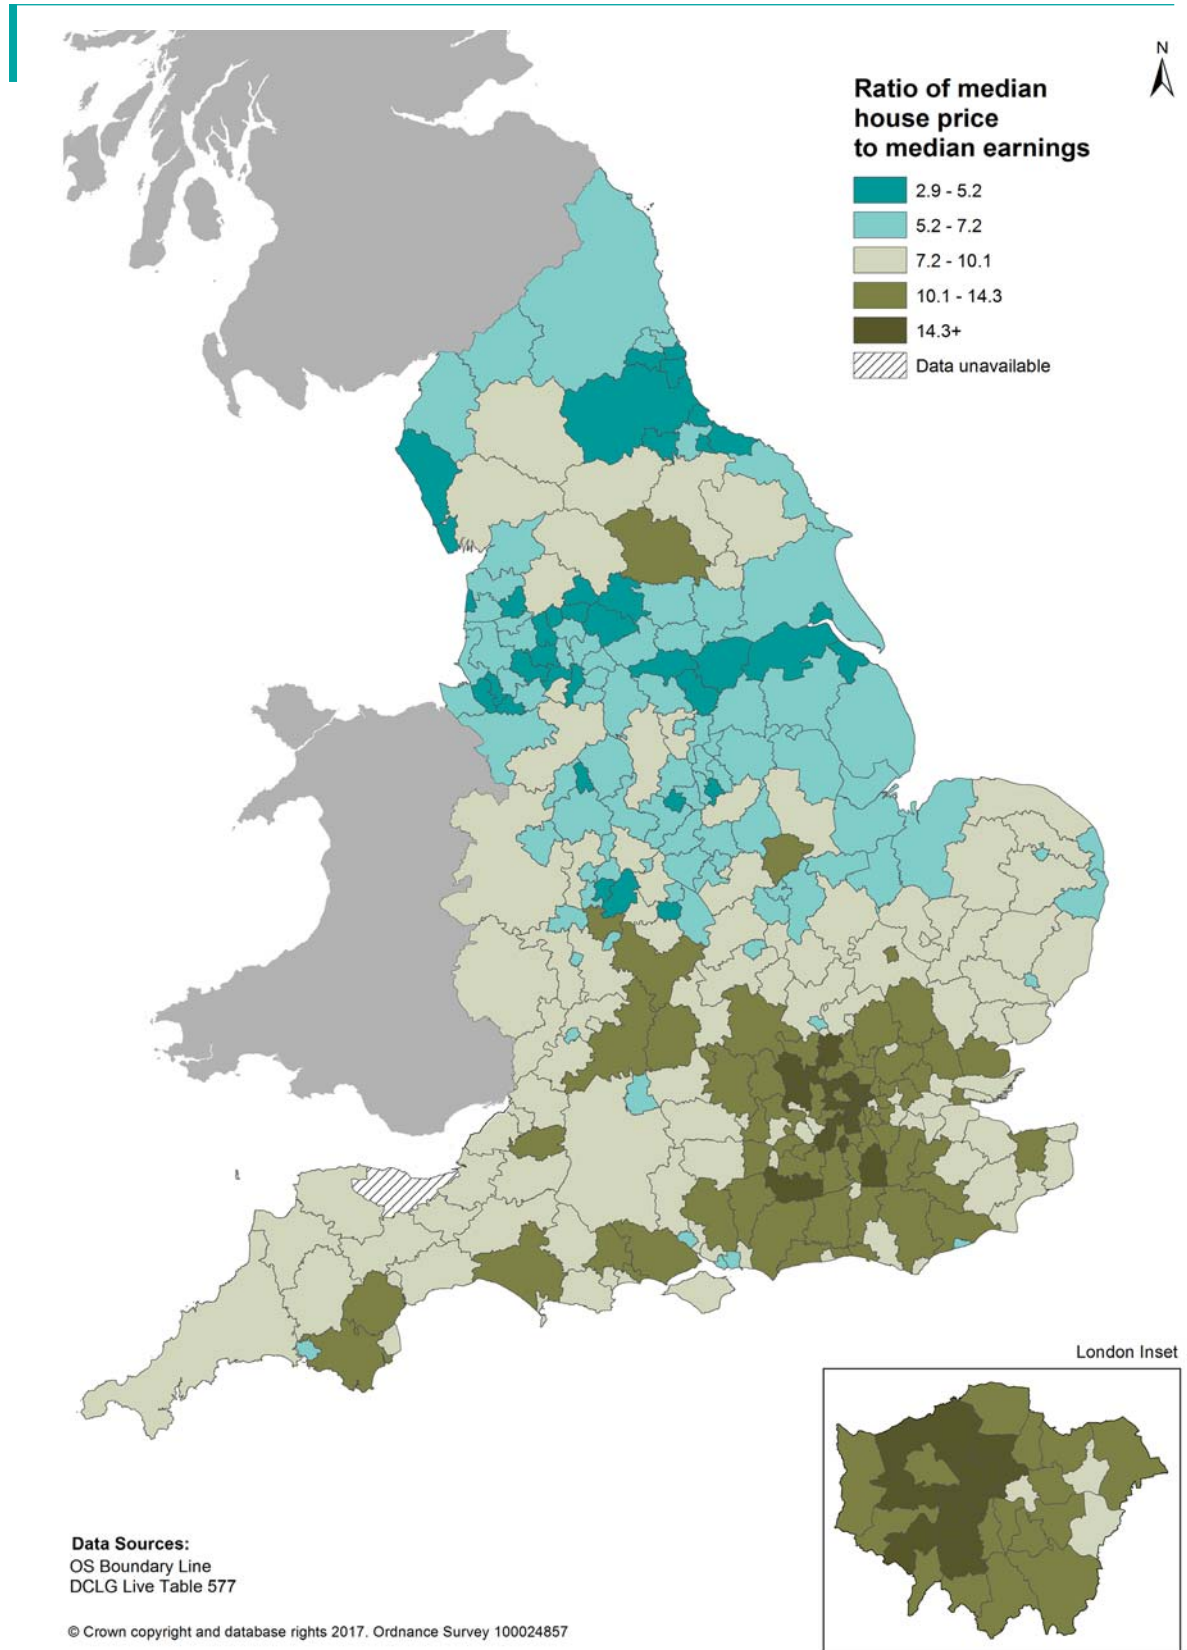 N
Ratio of median
house price
to median earnings
2.9 - 5.2
5.2 - 7.2
7.2 - 10.1
10.1 - 14.3
14.3+
Data unavailable
London Inset
Data Sources:
OS Boundary Line
DCLG Live Table 577
© Crown copyright and database rights 2017. Ordnance Survey 100024857